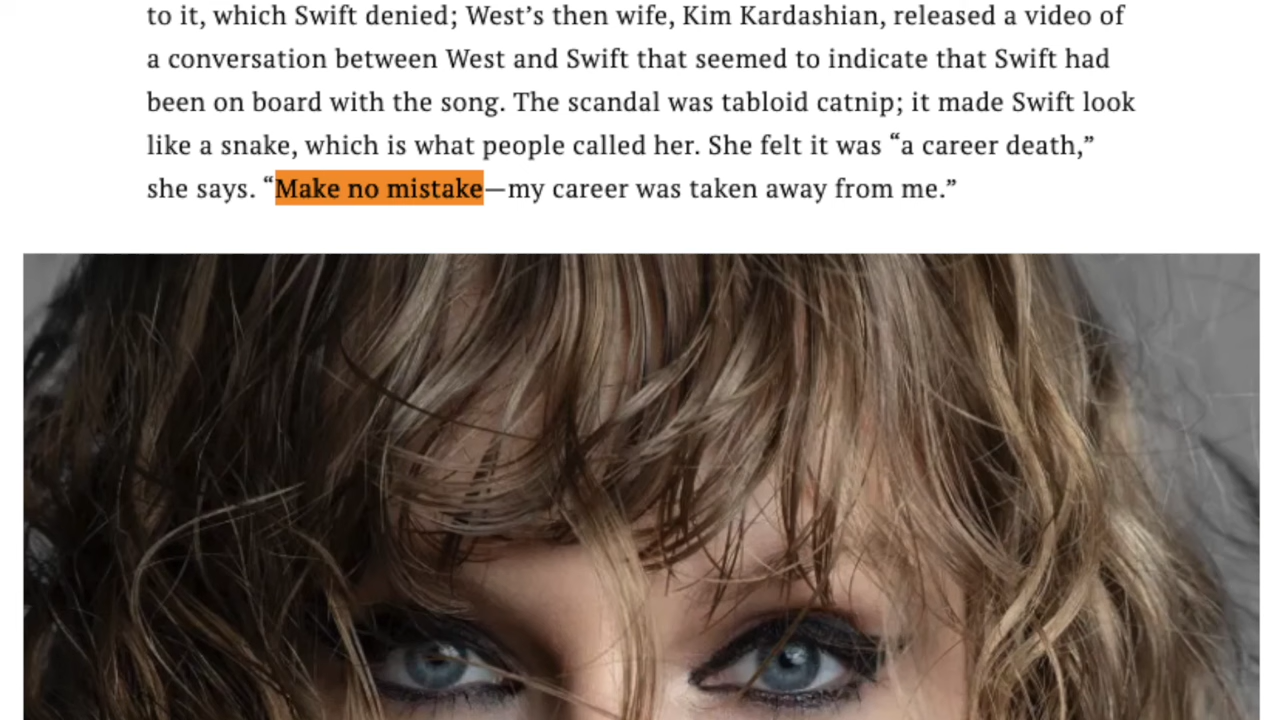 to it, which Swift denied; West’s then wife, Kim Kardashian, released a video of
a conversation between West and Swift that seemed to indicate that Swift had
been on board with the song. The scandal was tabloid catnip; it made Swift look
like a snake, which is what people called her. She felt it was “a career death,”
she says. “Make no mistake—my career was taken away from me.”